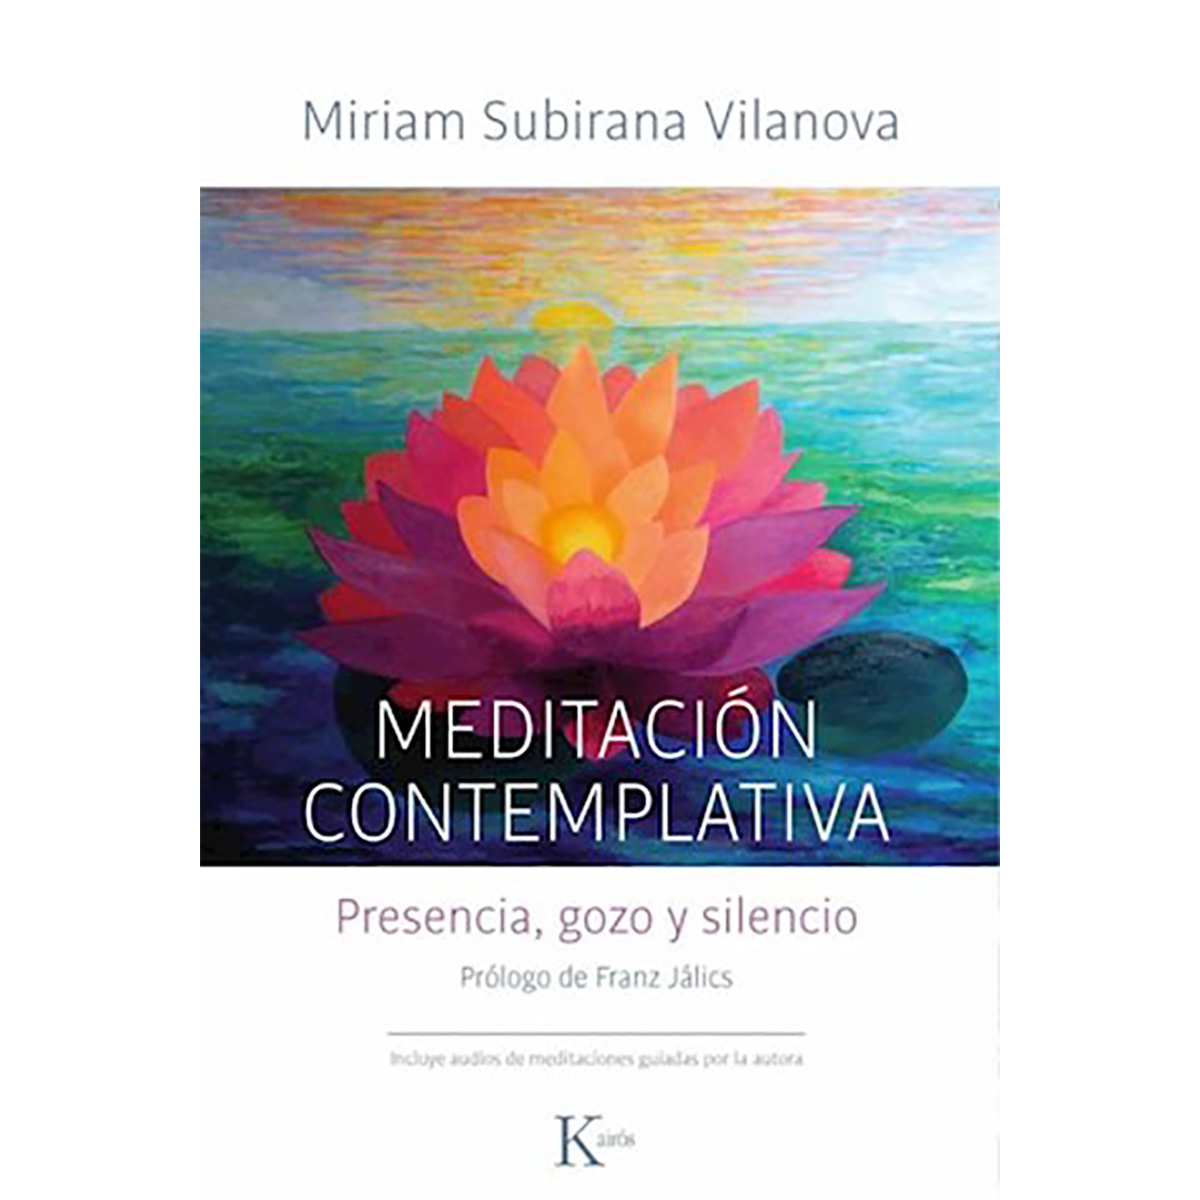 Miriam Subirana Vilanova
MEDITACIÓN
CONTEMPLATIVA
Presencia, gozo y silencio
Prólogo de Franz Jálics
Incluye audios de meditaciones guiadas por la autora
Kairós